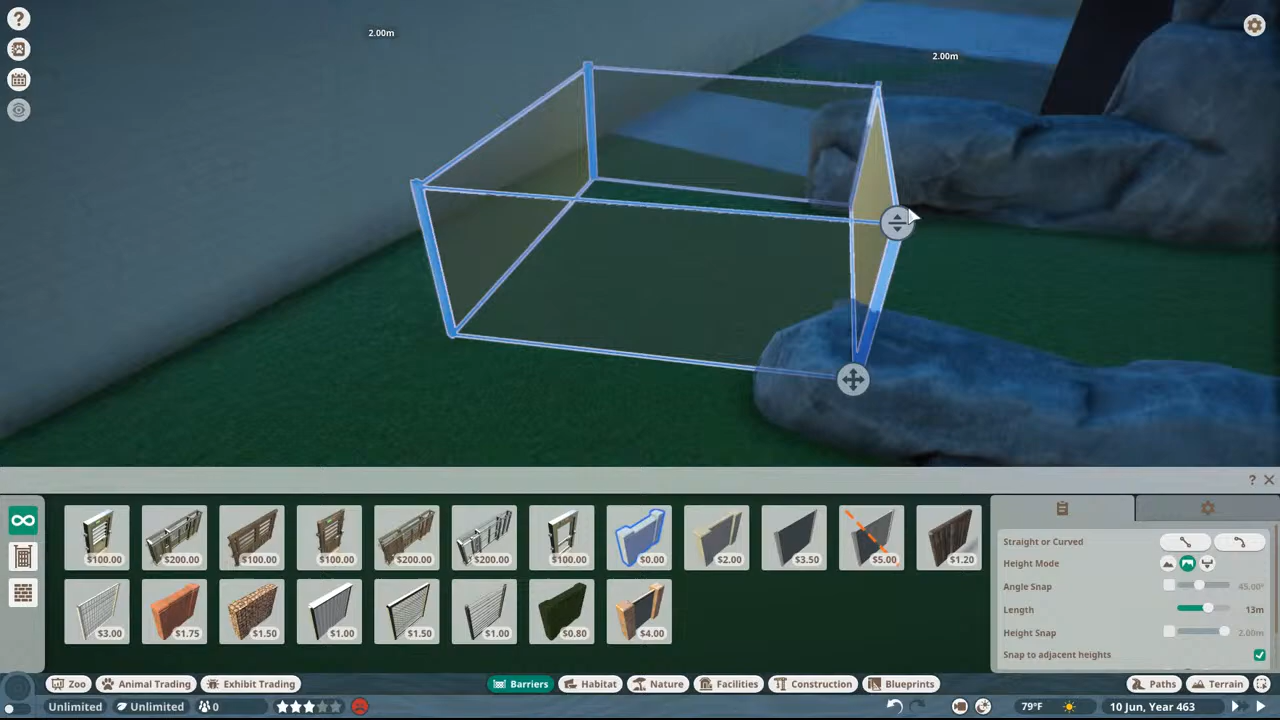 ?
2.00m
2.00m
? ×
$100.00 $200.00 $100.00 $100.00 $200.00 $200.00 $100.00 $0.00 $2.00 $3.50 $5.00 $1.20
$3.00 $1.75 $1.50 $1.00 $1.50 $1.00 $0.80 $4.00
Straight or Curved
Height Mode
Angle Snap 45.00°
Length 13m
Height Snap 2.00m
Snap to adjacent heights
Zoo Animal Trading Exhibit Trading Barriers Habitat Nature Facilities Construction Blueprints Paths Terrain
Unlimited Unlimited 0 79°F 10 Jun, Year 463